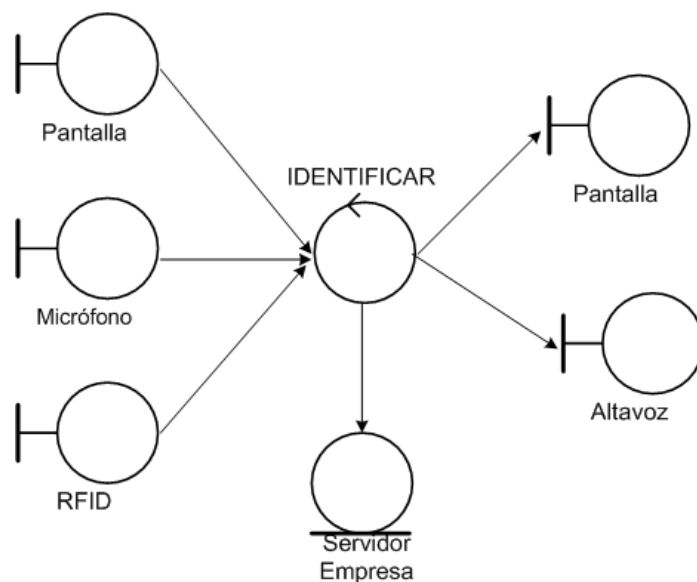 Pantalla
IDENTIFICAR
Pantalla
Micrófono
Altavoz
RFID
Servidor
Empresa